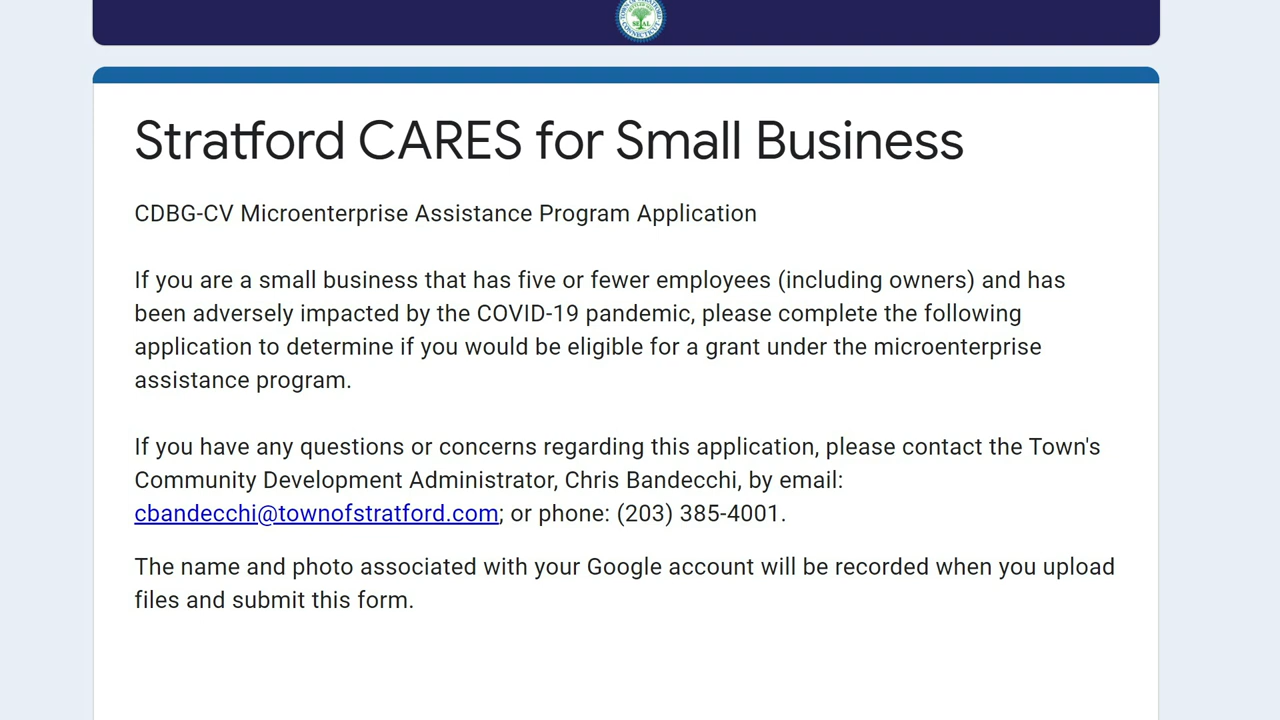 TOWN OF STRATFORD
SEAL
CONNECTICUT
Stratford CARES for Small Business
CDBG-CV Microenterprise Assistance Program Application
If you are a small business that has five or fewer employees (including owners) and has
been adversely impacted by the COVID-19 pandemic, please complete the following
application to determine if you would be eligible for a grant under the microenterprise
assistance program.
If you have any questions or concerns regarding this application, please contact the Town's
Community Development Administrator, Chris Bandecchi, by email:
cbandecchi@townofstratford.com; or phone: (203) 385-4001.
The name and photo associated with your Google account will be recorded when you upload
files and submit this form.